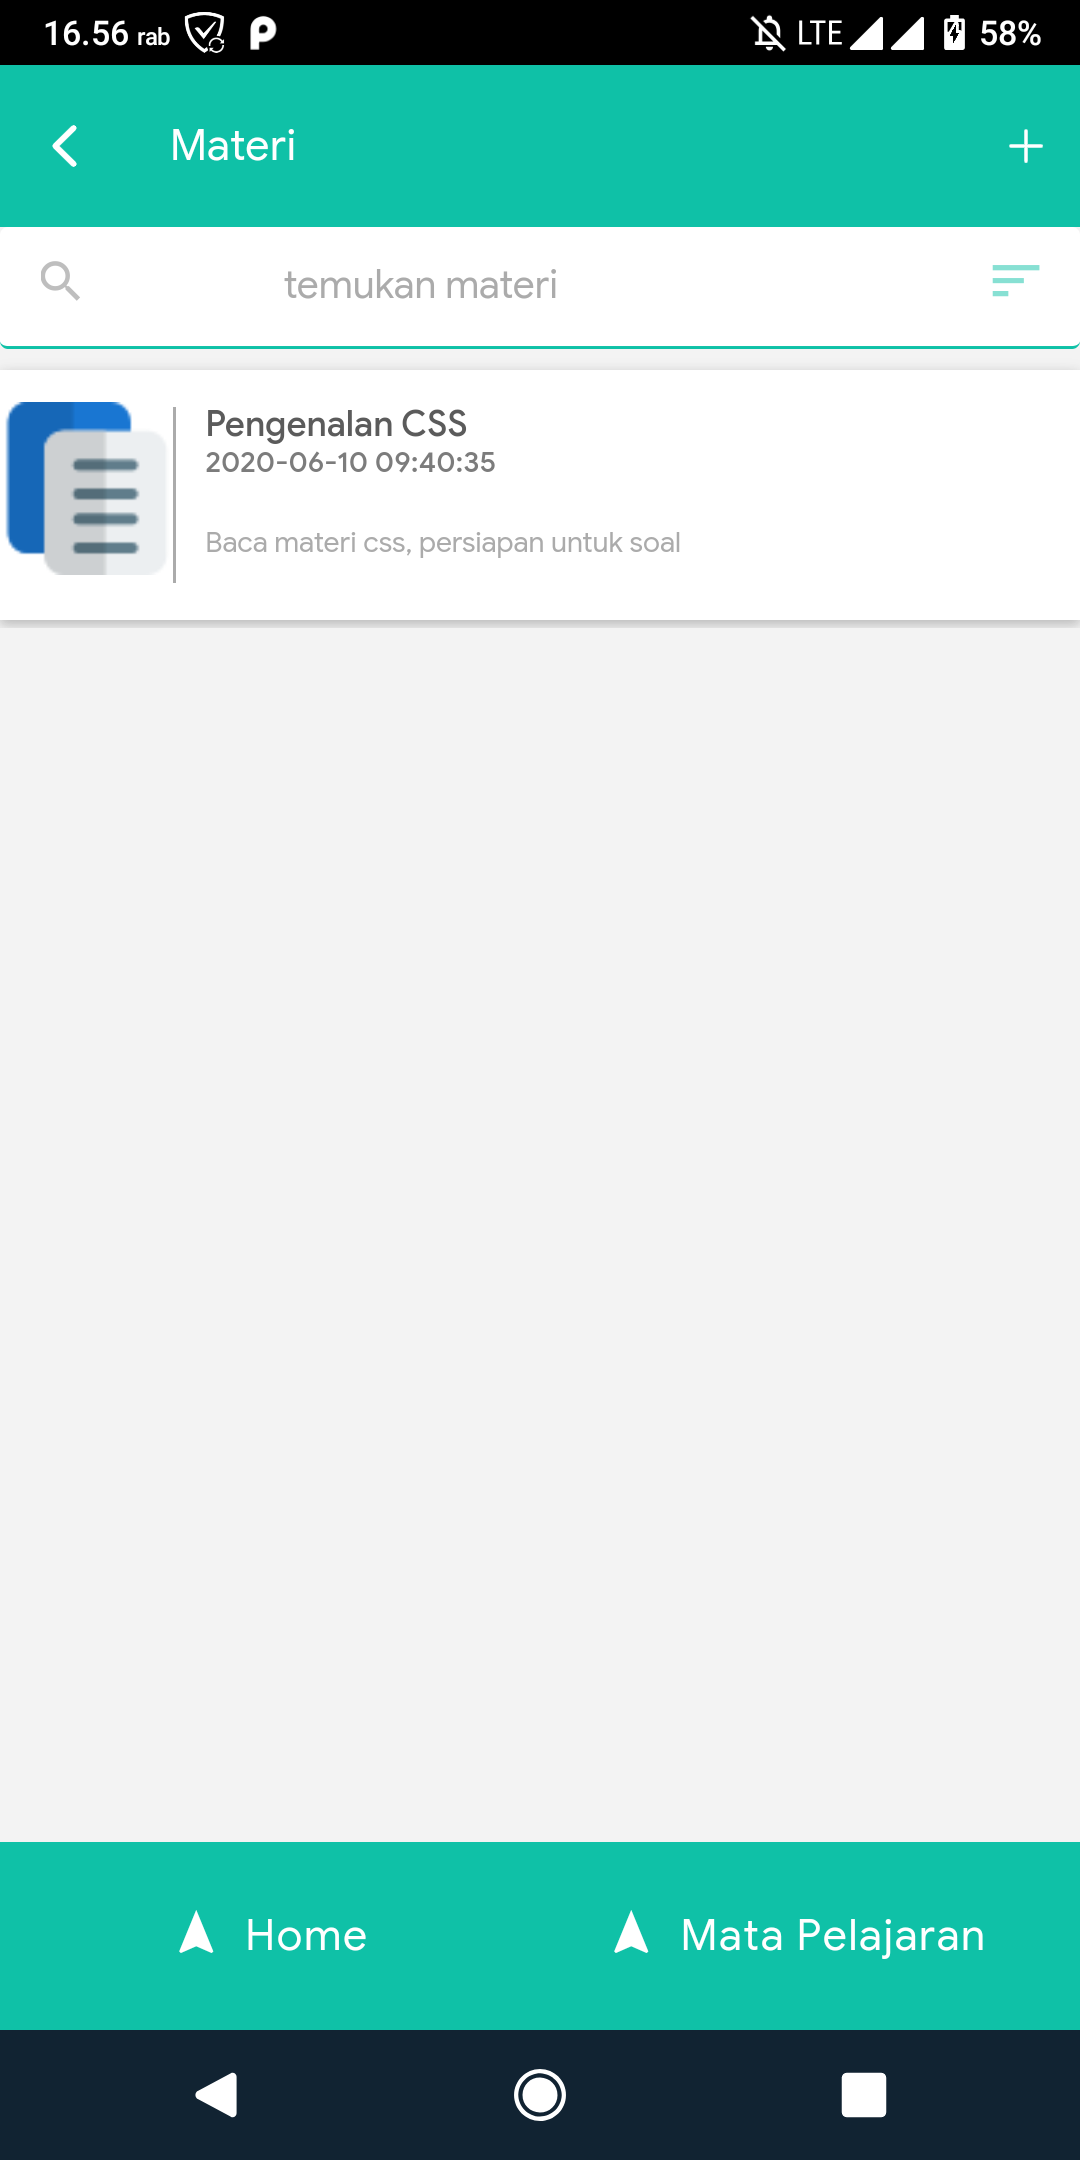 16.56 rab LTE 58%
Materi
temukan materi
Pengenalan CSS
2020-06-10 09:40:35
Baca materi css, persiapan untuk soal
Home Mata Pelajaran